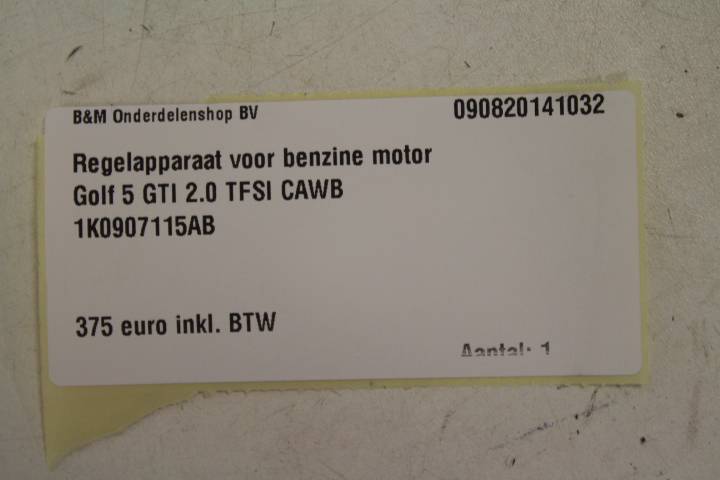 B&M Onderdelenshop BV 090820141032
Regelapparaat voor benzine motor
Golf 5 GTI 2.0 TFSI CAWB
1K0907115AB
375 euro inkl. BTW
Aantal: 1